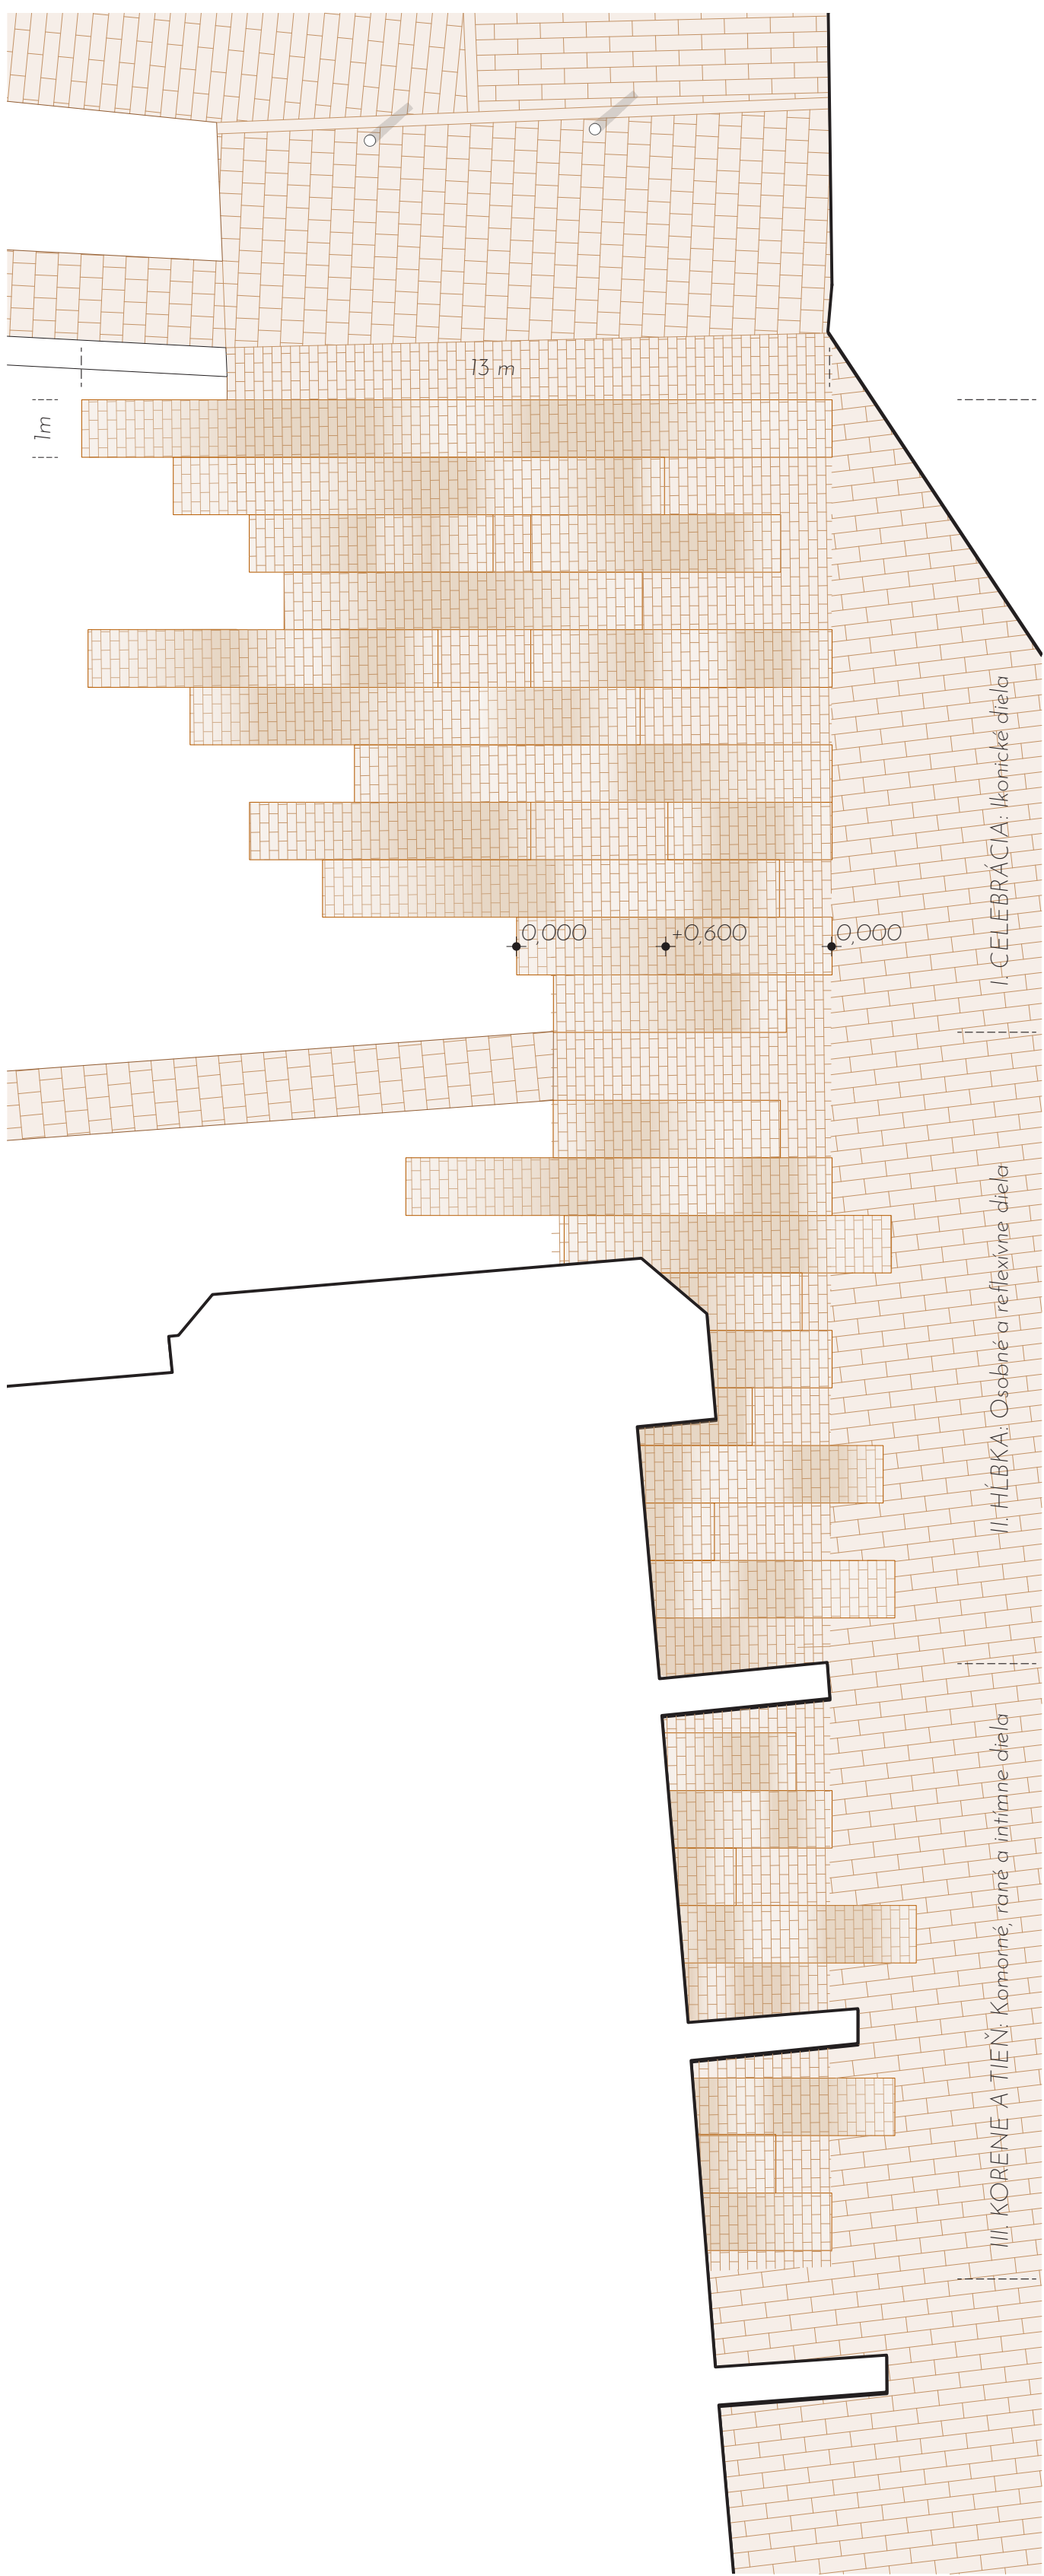 13 m
1m
0,000
+0,600
0,000
I. CELEBRÁCIA: Ikonické diela
II. HĹBKA: Osobné a reflexívne diela
III. KORENE A TIEŇ: Komorné, rané a intímne diela